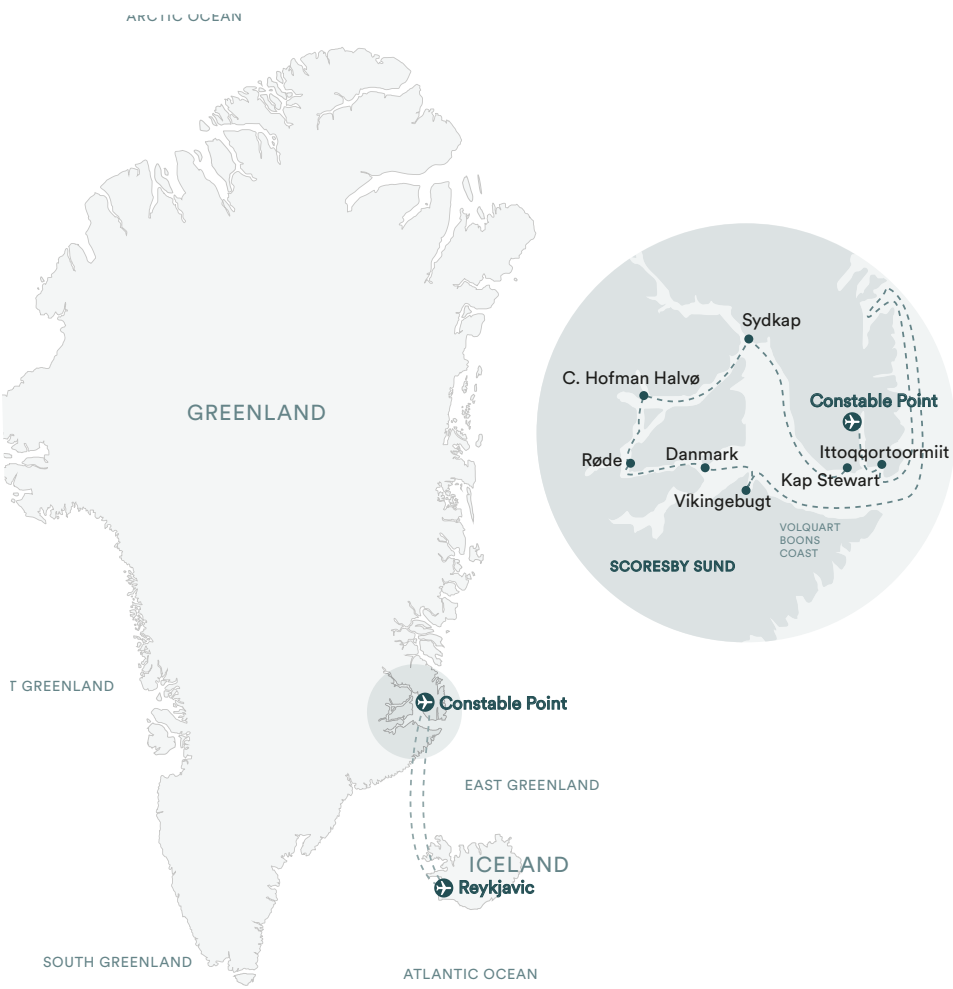 ARCTIC OCEAN
Sydkap
C. Hofman Halvø
Constable Point
GREENLAND
Ittoqqortoormiit
Danmark
Røde
Kap Stewart
Vikingebugt
VOLQUART
BOONS
COAST
SCORESBY SUND
T GREENLAND
Constable Point
EAST GREENLAND
ICELAND
Reykjavic
SOUTH GREENLAND
ATLANTIC OCEAN